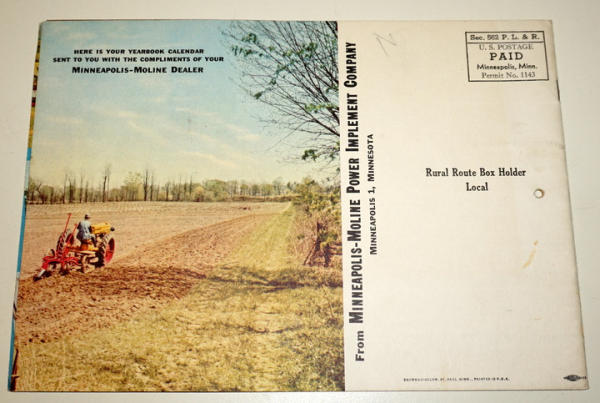 HERE IS YOUR YEARBOOK CALENDAR
SENT TO YOU WITH THE COMPLIMENTS OF YOUR
MINNEAPOLIS-MOLINE DEALER
From MINNEAPOLIS-MOLINE POWER IMPLEMENT COMPANY
MINNEAPOLIS 1, MINNESOTA
Sec. 562 P. L. & R.
U. S. POSTAGE
PAID
Minneapolis, Minn.
Permit No. 1143
Rural Route Box Holder
Local